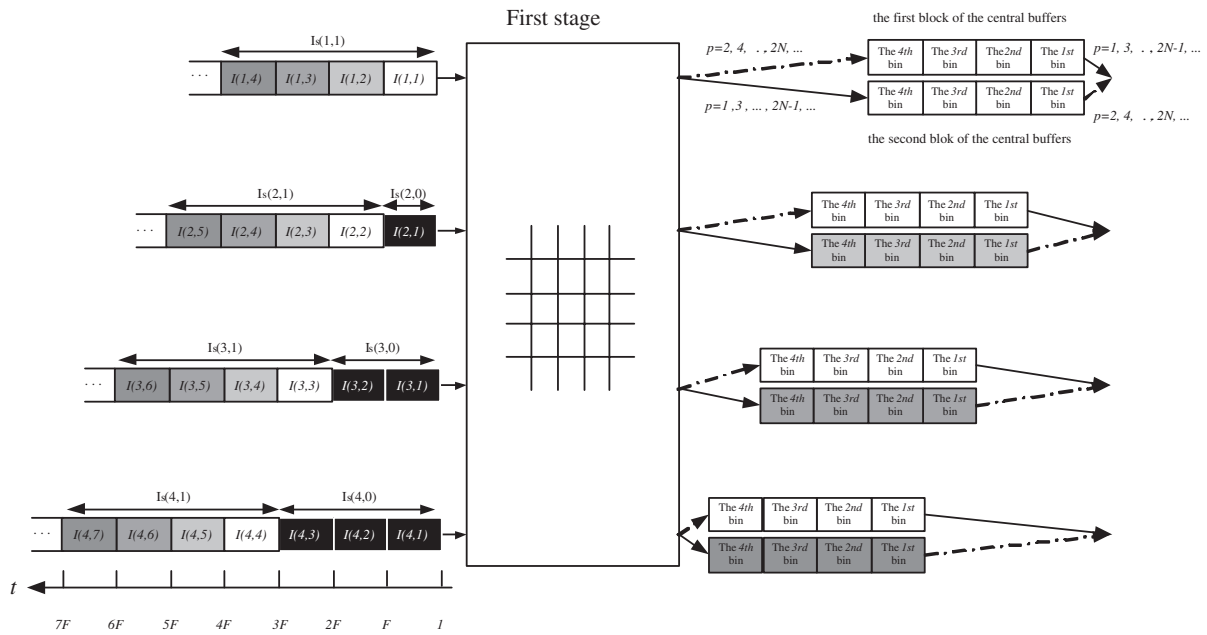 First stage
the first block of the central buffers
Is(1,1)
... I(1,4) I(1,3) I(1,2) I(1,1)
p=2, 4, . ., 2N, ...
The 4th bin The 3rd bin The2nd bin The 1st bin
p=1, 3, . ., 2N-1, ...
p=1 ,3 , ... , 2N-1, ...
The 4th bin The 3rd bin The 2nd bin The 1st bin
p=2, 4, . ., 2N, ...
the second blok of the central buffers
Is(2,1) Is(2,0)
... I(2,5) I(2,4) I(2,3) I(2,2) I(2,1)
The 4th bin The 3rd bin The 2nd bin The 1st bin
The 4th bin The 3rd bin The 2nd bin The 1st bin
Is(3,1) Is(3,0)
... I(3,6) I(3,5) I(3,4) I(3,3) I(3,2) I(3,1)
The 4th bin The 3rd bin The 2nd bin The 1st bin
The 4th bin The 3rd bin The 2nd bin The 1st bin
Is(4,1) Is(4,0)
... I(4,7) I(4,6) I(4,5) I(4,4) I(4,3) I(4,2) I(4,1)
The 4th bin The 3rd bin The 2nd bin The 1st bin
The 4th bin The 3rd bin The 2nd bin The 1st bin
t
7F 6F 5F 4F 3F 2F F 1